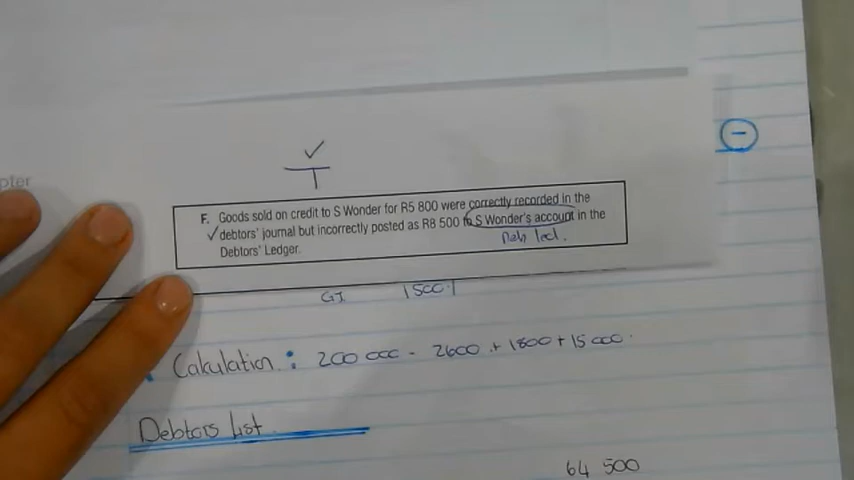 pter
F. Goods sold on credit to S Wonder for R5 800 were correctly recorded in the
debtors' journal but incorrectly posted as R8 500 to S Wonder's account in the
Debtors' Ledger.
GJ 1500
Calculation : 200 000 - 2600 + 1800 + 15 000
Debtors list
64 500